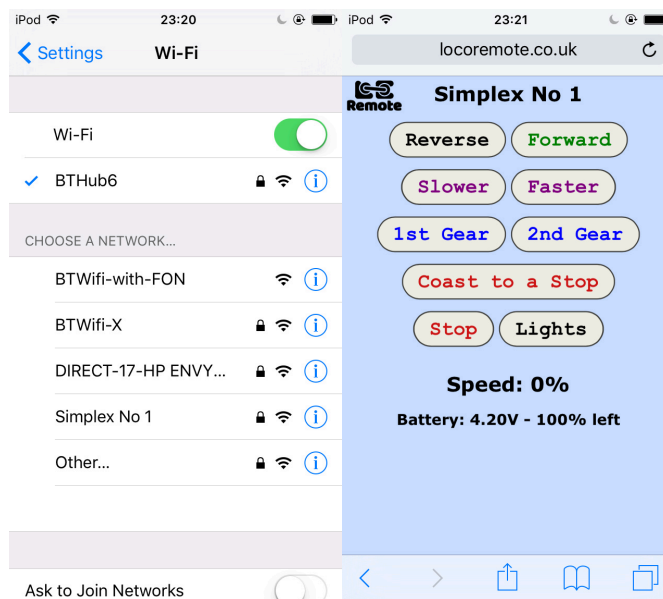 iPod 23:20
Settings Wi-Fi
Wi-Fi
BTHub6
CHOOSE A NETWORK...
BTWifi-with-FON
BTWifi-X
DIRECT-17-HP ENVY...
Simplex No 1
Other...
Ask to Join Networks
iPod 23:21
locoremote.co.uk
Remote
Simplex No 1
Reverse Forward
Slower Faster
1st Gear 2nd Gear
Coast to a Stop
Stop Lights
Speed: 0%
Battery: 4.20V - 100% left